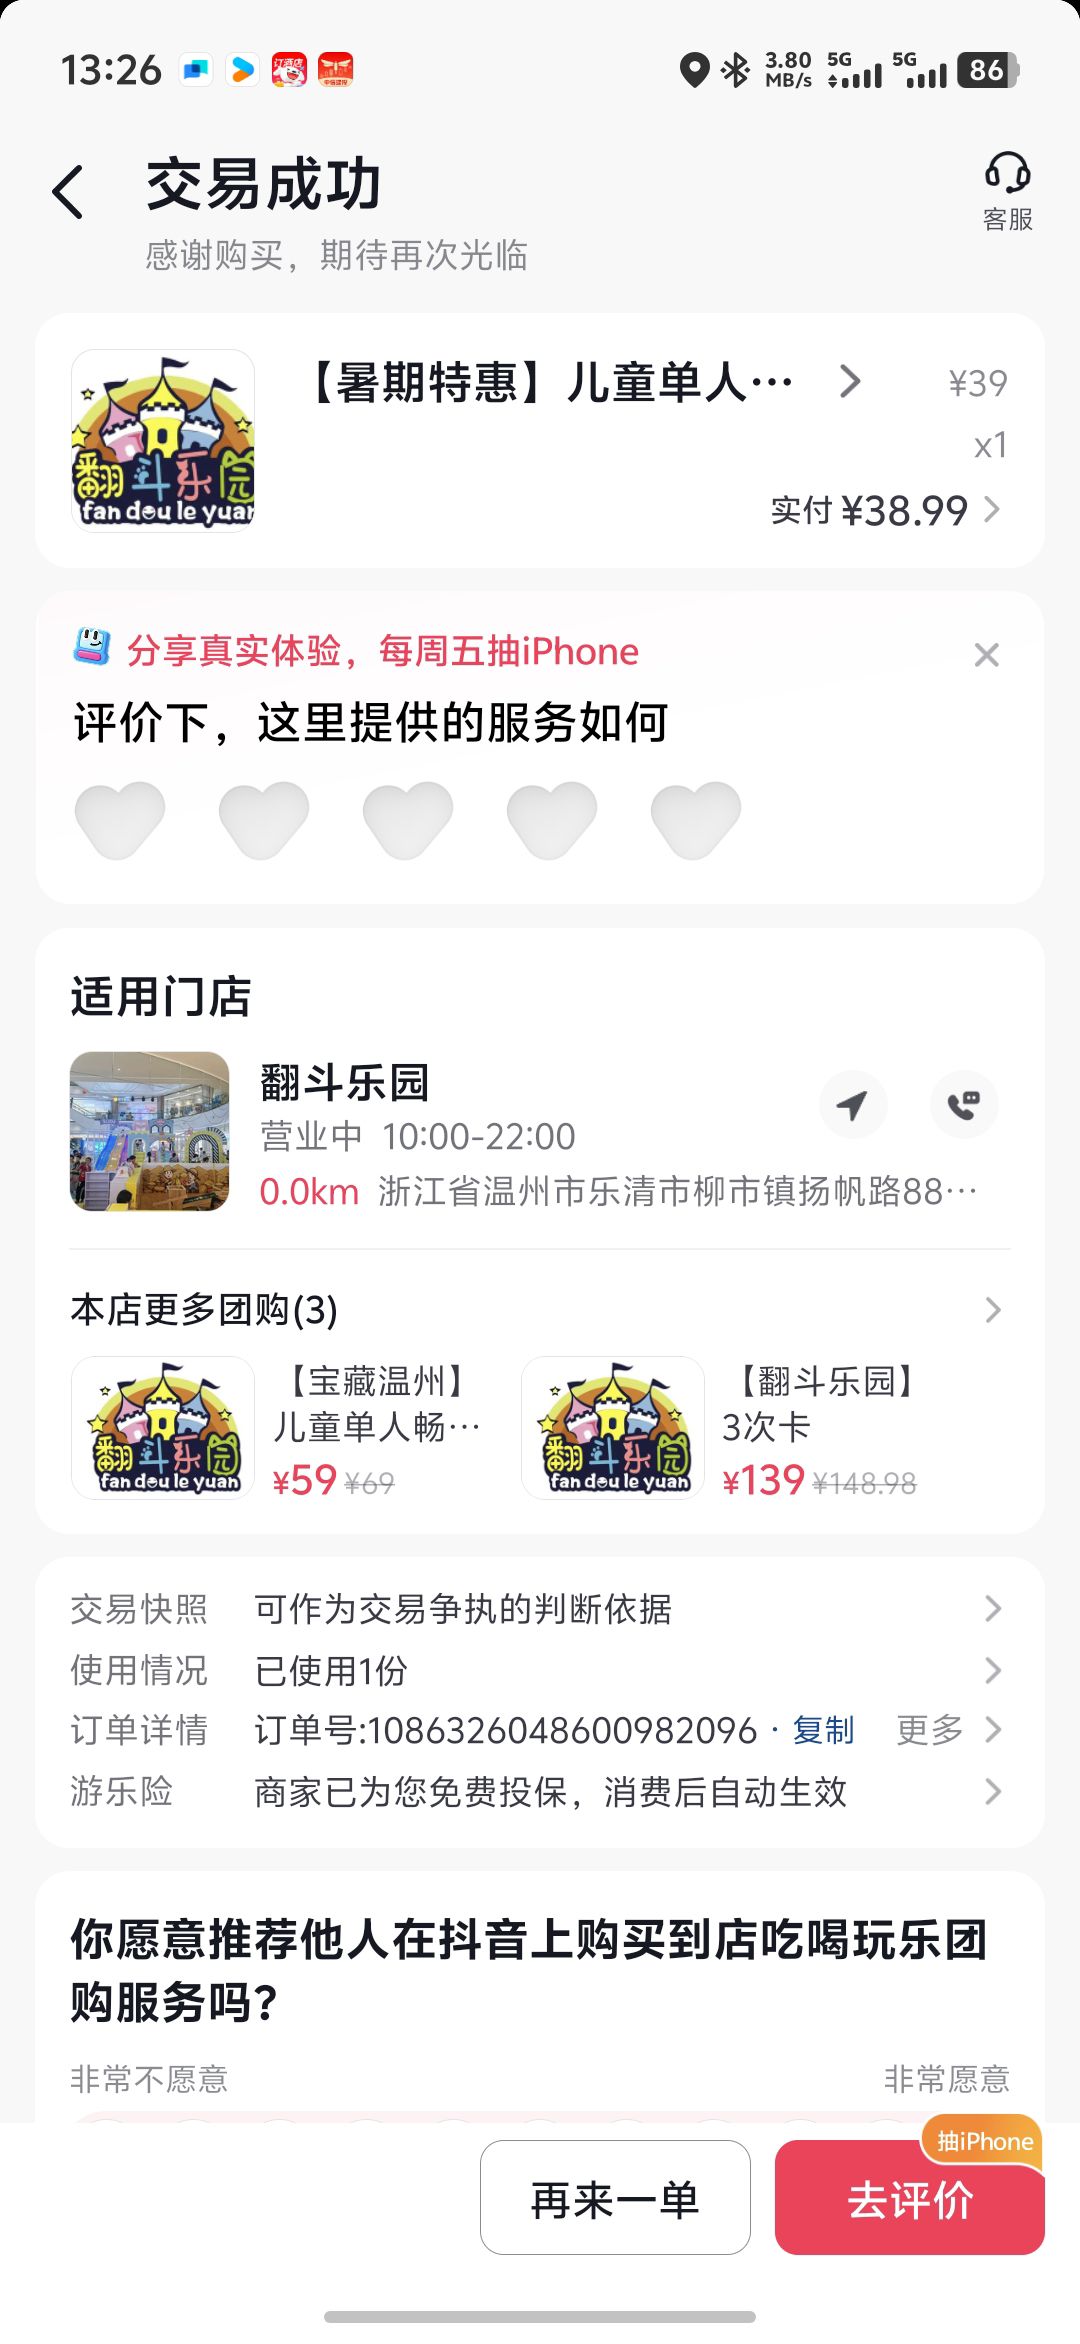 13:26
3.80 MB/s 5G 5G 86
交易成功
感谢购买，期待再次光临
客服
【暑期特惠】儿童单人…
¥39
x1
实付 ¥38.99
翻斗乐园
fan dou le yuan
分享真实体验，每周五抽iPhone
评价下，这里提供的服务如何
适用门店
翻斗乐园
营业中 10:00-22:00
0.0km 浙江省温州市乐清市柳市镇扬帆路88…
本店更多团购(3)
翻斗乐园
fan dou le yuan
【宝藏温州】
儿童单人畅…
¥59 ¥69
翻斗乐园
fan dou le yuan
【翻斗乐园】
3次卡
¥139 ¥148.98
交易快照 可作为交易争执的判断依据
使用情况 已使用1份
订单详情 订单号:1086326048600982096 · 复制 更多
游乐险 商家已为您免费投保，消费后自动生效
你愿意推荐他人在抖音上购买到店吃喝玩乐团
购服务吗?
非常不愿意 非常愿意
再来一单
抽iPhone
去评价